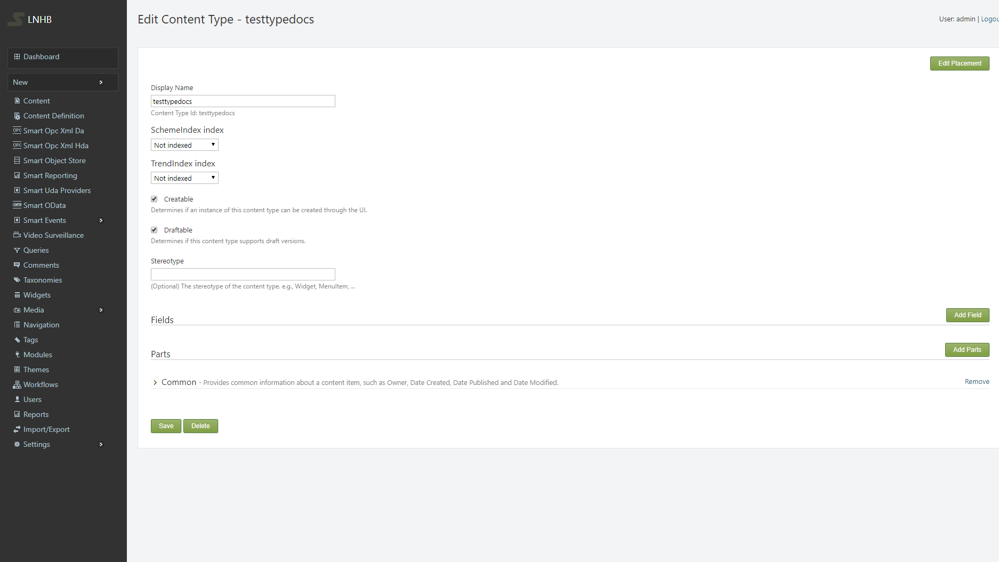 LNHB
Edit Content Type - testtypedocs
User: admin | Logou
Dashboard
New
Content
Content Definition
OPC Smart Opc Xml Da
OPC Smart Opc Xml Hda
Smart Object Store
Smart Reporting
Smart Uda Providers
Smart OData
Smart Events
Video Surveillance
Queries
Comments
Taxonomies
Widgets
Media
Navigation
Tags
Modules
Themes
Workflows
Users
Reports
Import/Export
Settings
Edit Placement
Display Name
testtypedocs
Content Type Id: testtypedocs
SchemeIndex index
Not indexed
TrendIndex index
Not indexed
Creatable
Determines if an instance of this content type can be created through the UI.
Draftable
Determines if this content type supports draft versions.
Stereotype
(Optional) The stereotype of the content type. e.g., Widget, MenuItem, ...
Fields
Add Field
Parts
Add Parts
Common - Provides common information about a content item, such as Owner, Date Created, Date Published and Date Modified.
Remove
Save
Delete